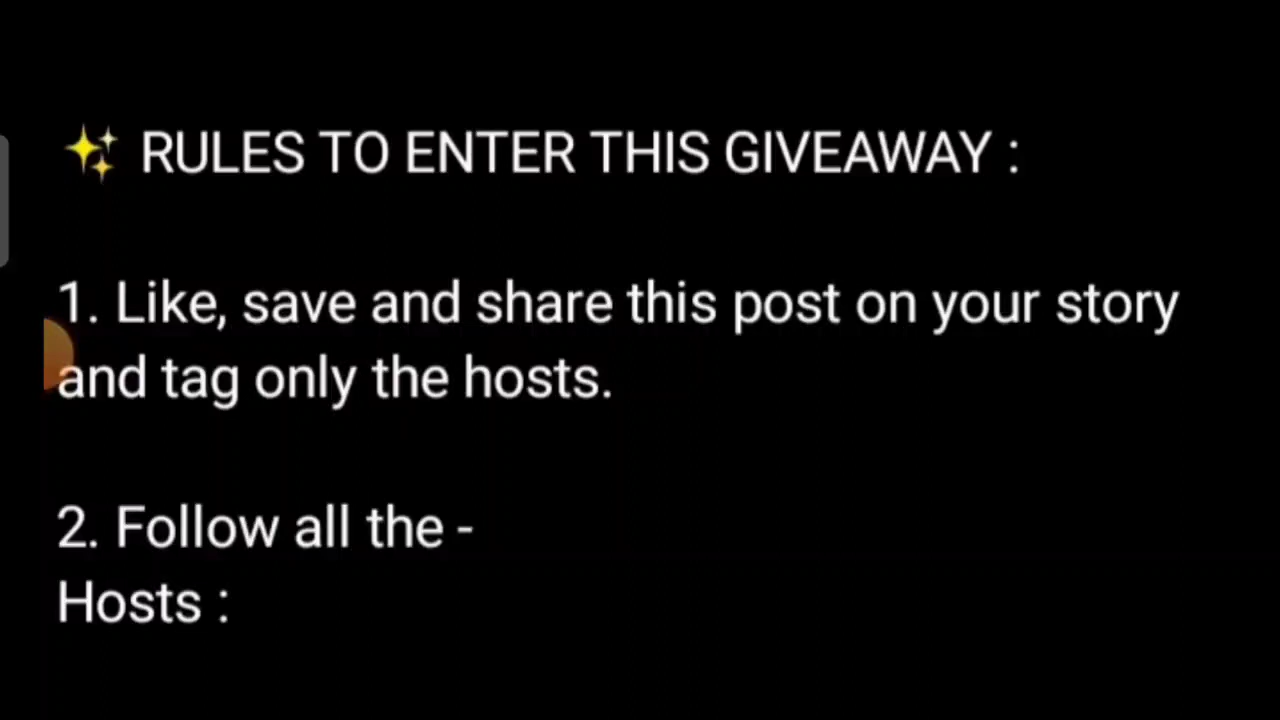 ✨ RULES TO ENTER THIS GIVEAWAY :
1. Like, save and share this post on your story
and tag only the hosts.
2. Follow all the -
Hosts :